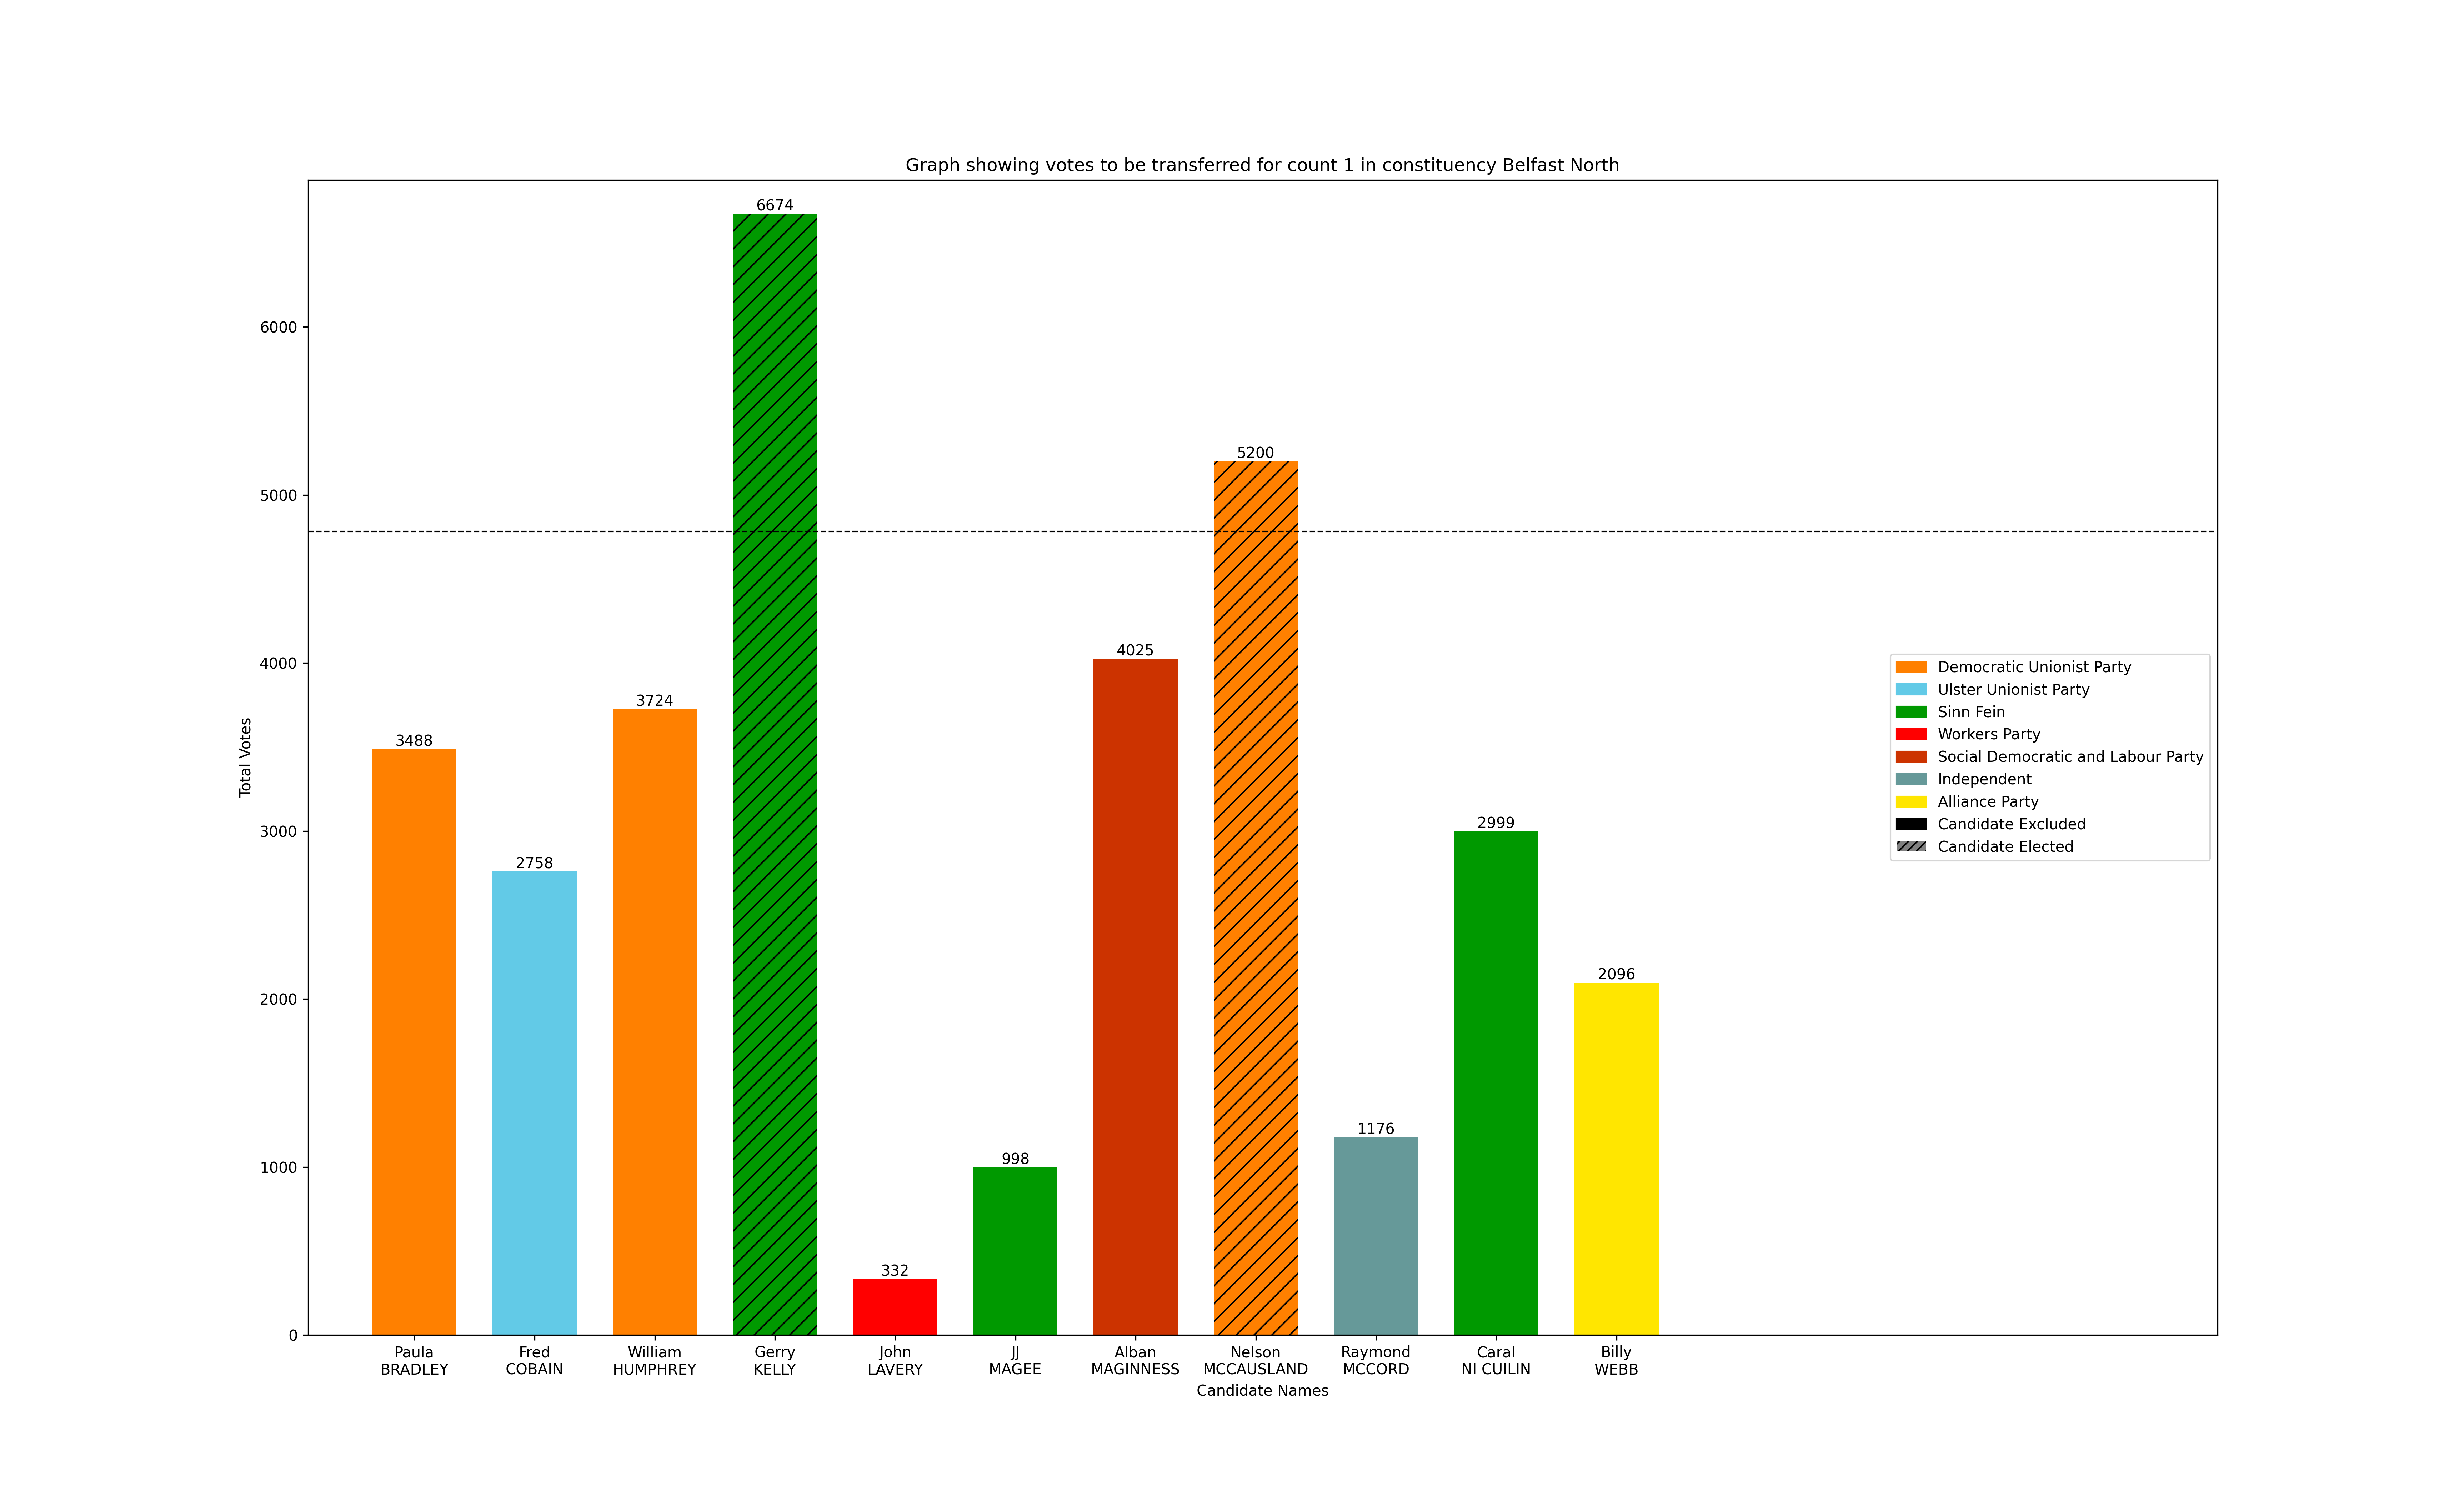 Graph showing votes to be transferred for count 1 in constituency Belfast North
Total Votes
6000
5000
4000
3000
2000
1000
0
3488
2758
3724
6674
332
998
4025
5200
1176
2999
2096
Democratic Unionist Party
Ulster Unionist Party
Sinn Fein
Workers Party
Social Democratic and Labour Party
Independent
Alliance Party
Candidate Excluded
Candidate Elected
Paula
BRADLEY
Fred
COBAIN
William
HUMPHREY
Gerry
KELLY
John
LAVERY
JJ
MAGEE
Alban
MAGINNESS
Nelson
MCCAUSLAND
Raymond
MCCORD
Caral
NI CUILIN
Billy
WEBB
Candidate Names